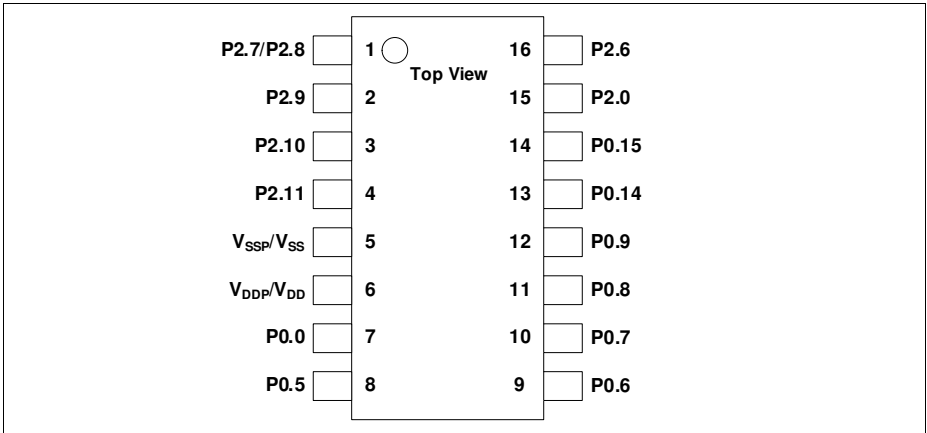 P2.7/P2.8 1 16 P2.6
Top View
P2.9 2 15 P2.0
P2.10 3 14 P0.15
P2.11 4 13 P0.14
VSSP/VSS 5 12 P0.9
VDDP/VDD 6 11 P0.8
P0.0 7 10 P0.7
P0.5 8 9 P0.6